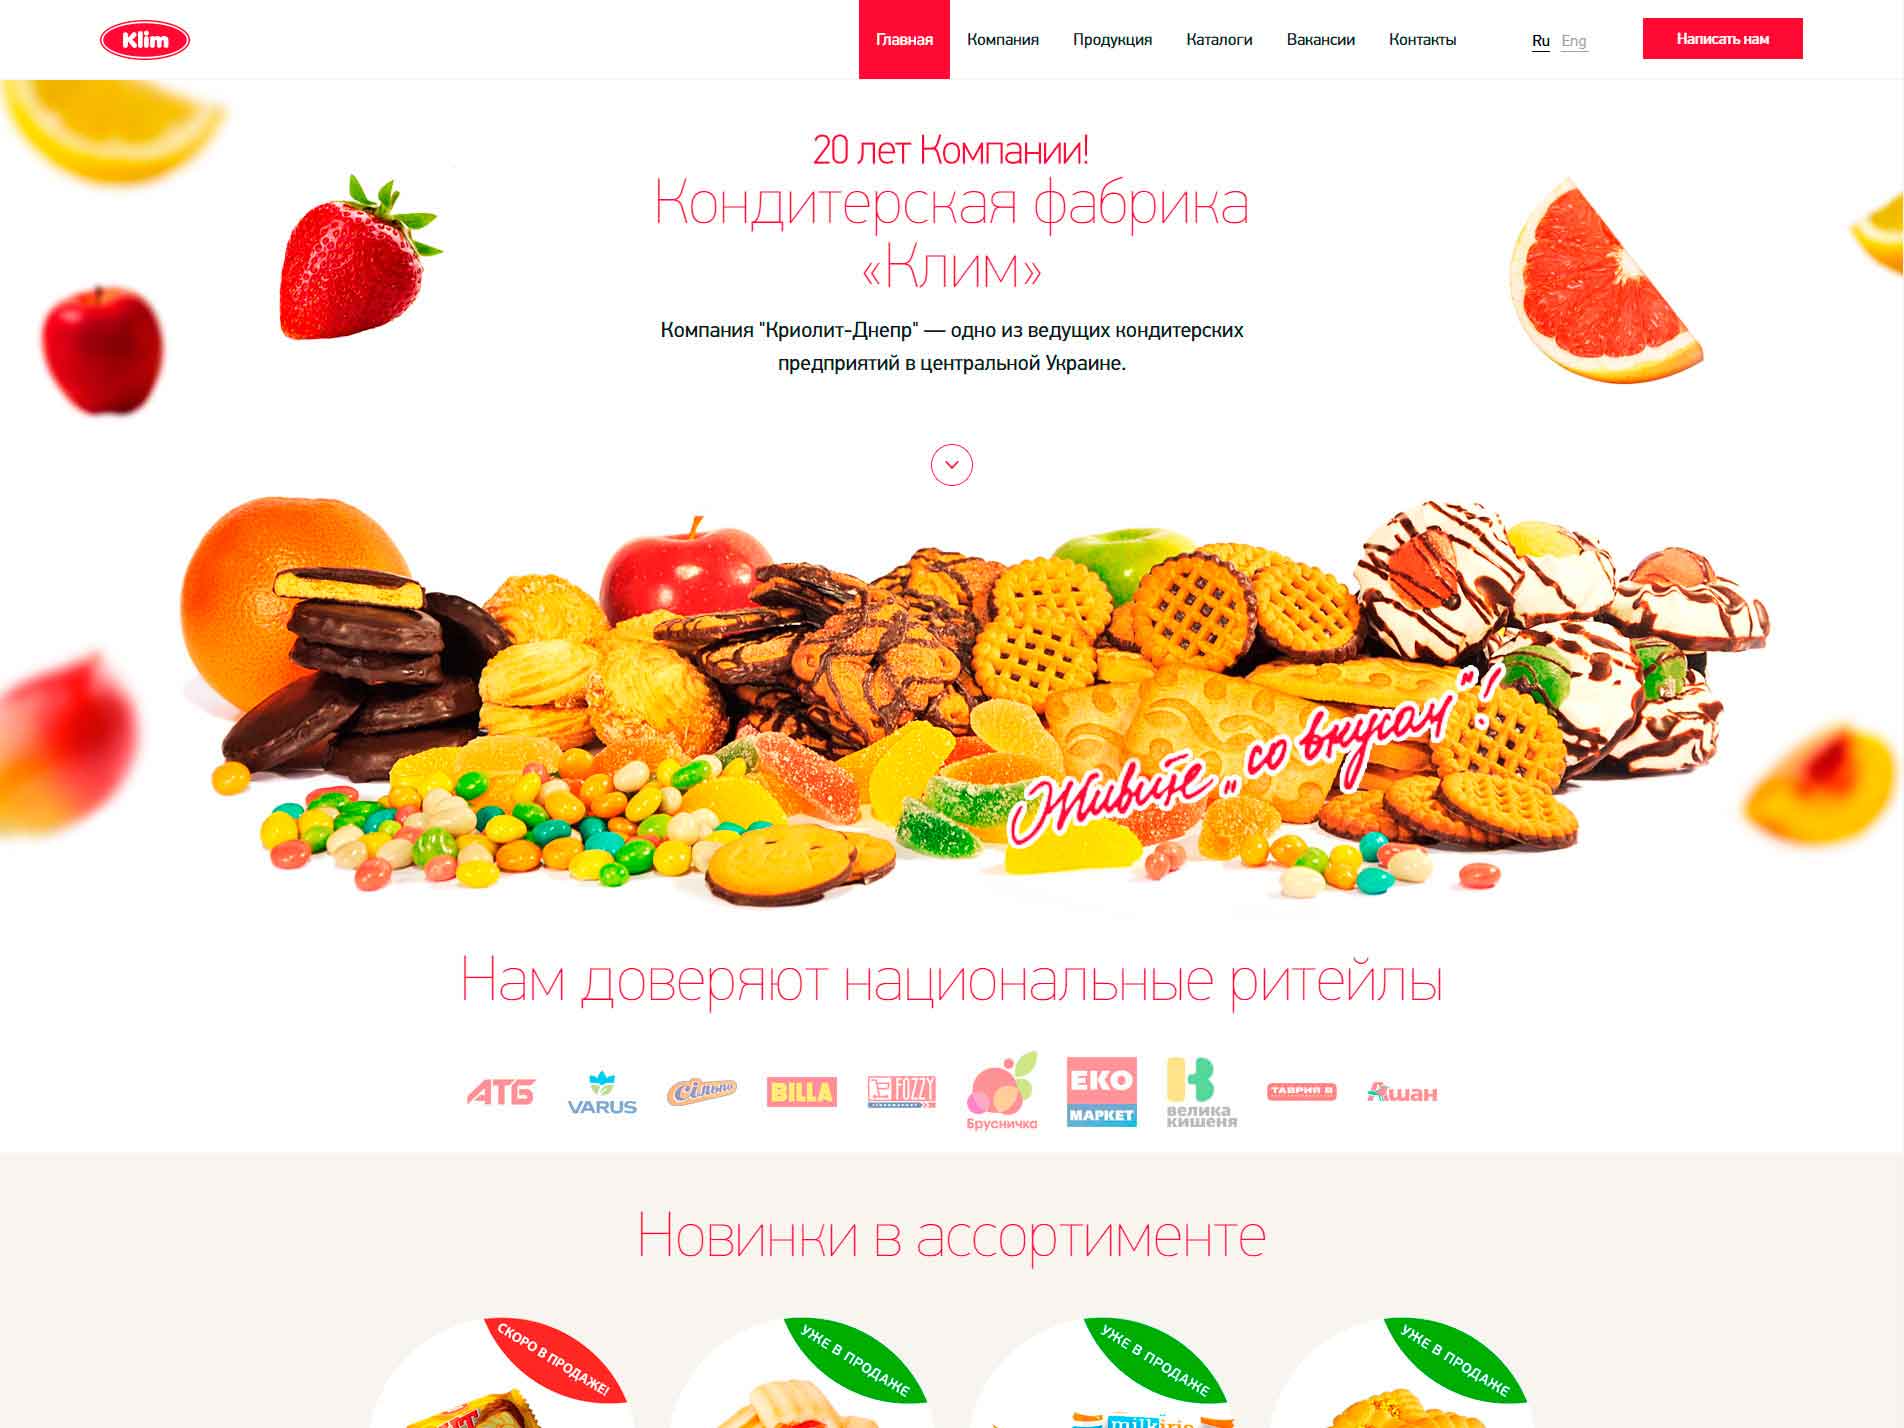 Klim
Главная Компания Продукция Каталоги Вакансии Контакты Ru Eng Написать нам
20 лет Компании!
Кондитерская фабрика
«Клим»
Компания "Криолит-Днепр" — одно из ведущих кондитерских
предприятий в центральной Украине.
Живите „со вкусом"!
Нам доверяют национальные ритейлы
АТБ VARUS Сільпо BILLA FOZZY Брусничка ЕКО МАРКЕТ велика кишеня ТАВРИЯ В Ашан
Новинки в ассортименте
СКОРО В ПРОДАЖЕ!
УЖЕ В ПРОДАЖЕ
УЖЕ В ПРОДАЖЕ
УЖЕ В ПРОДАЖЕ
milkiris